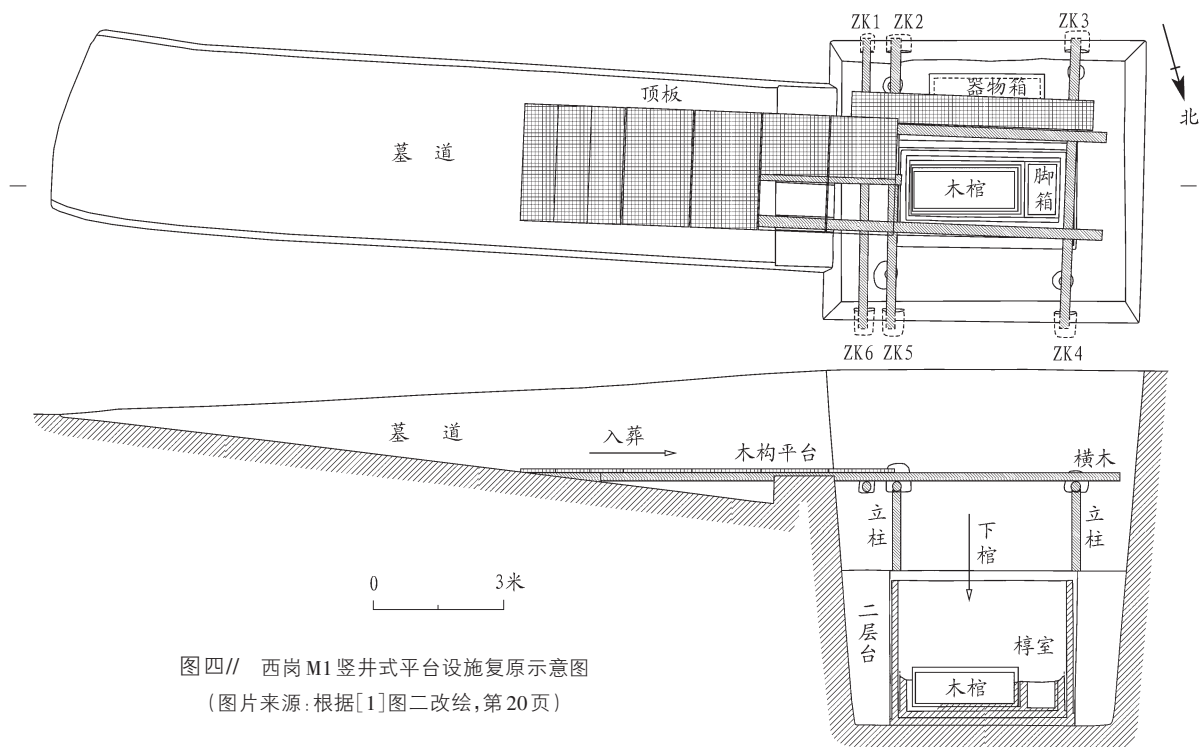 ZK1 ZK2 ZK3
器物箱
北
顶板
墓 道
木棺
脚箱
ZK6 ZK5 ZK4
墓 道
入葬
木构平台
横木
立柱
下棺
立柱
0 3米
二层台
椁室
木棺
图四// 西岗M1竖井式平台设施复原示意图
(图片来源:根据[1]图二改绘,第20页)